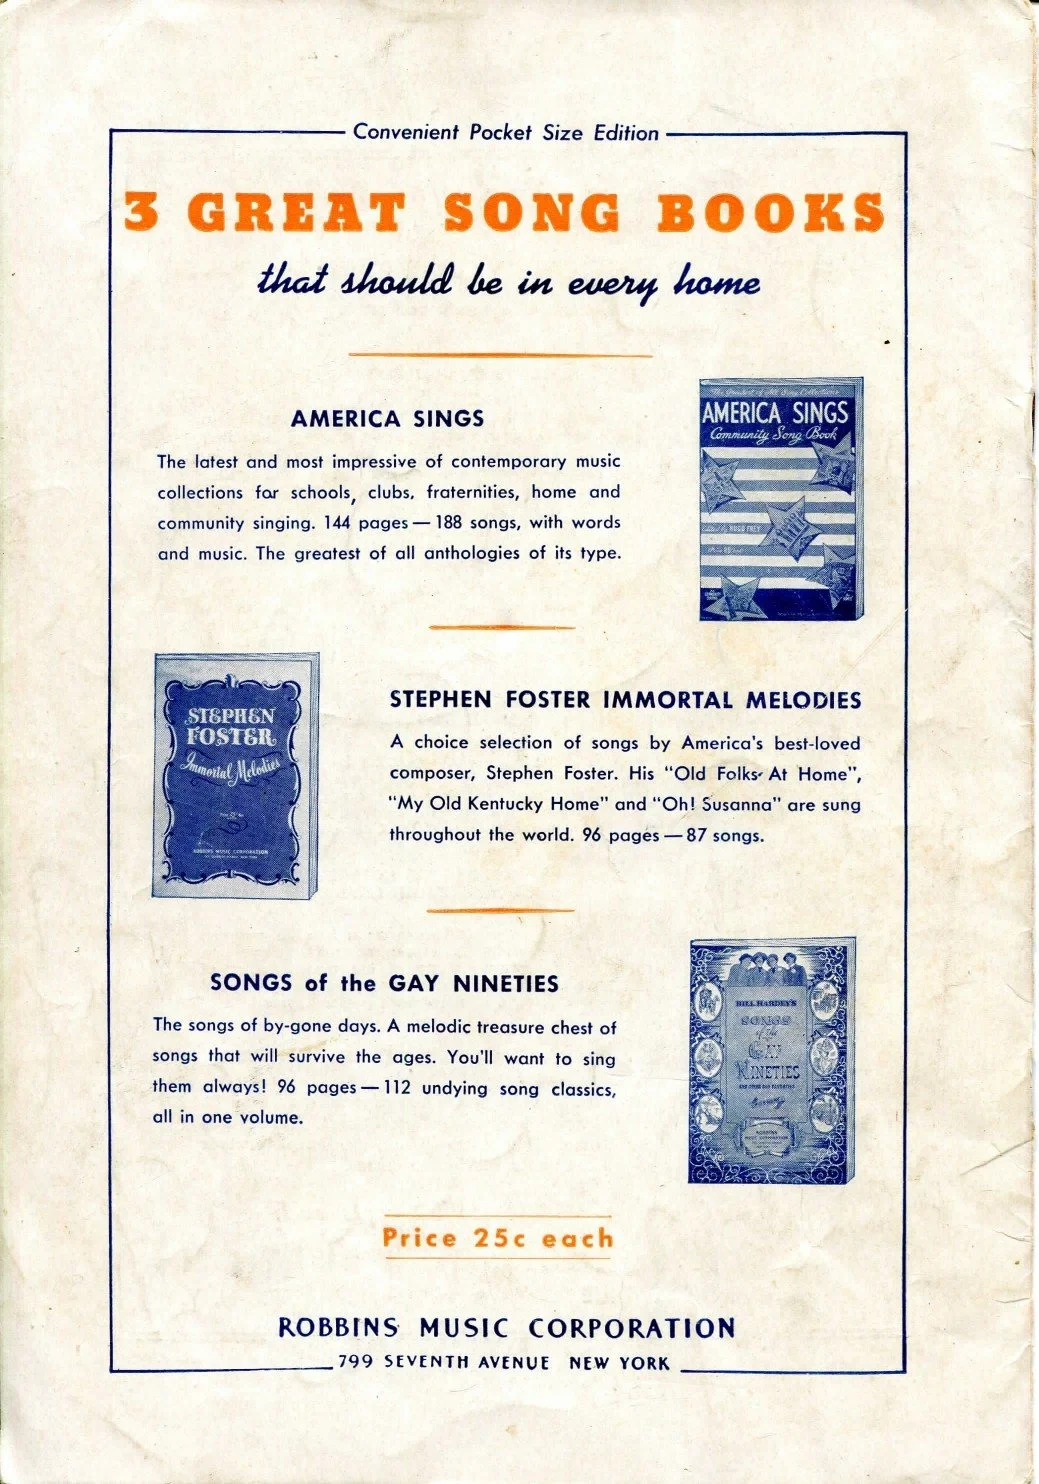 Convenient Pocket Size Edition
3 GREAT SONG BOOKS
that should be in every home
AMERICA SINGS
The latest and most impressive of contemporary music
collections for schools, clubs, fraternities, home and
community singing. 144 pages — 188 songs, with words
and music. The greatest of all anthologies of its type.
AMERICA SINGS
Community Song Book
STEPHEN
FOSTER
Immortal Melodies
ROBBINS MUSIC CORPORATION
STEPHEN FOSTER IMMORTAL MELODIES
A choice selection of songs by America's best-loved
composer, Stephen Foster. His "Old Folks At Home",
"My Old Kentucky Home" and "Oh! Susanna" are sung
throughout the world. 96 pages — 87 songs.
SONGS of the GAY NINETIES
The songs of by-gone days. A melodic treasure chest of
songs that will survive the ages. You'll want to sing
them always! 96 pages — 112 undying song classics,
all in one volume.
BILL HARDEY'S
SONGS
of the
GAY
NINETIES
Price 25c each
ROBBINS MUSIC CORPORATION
799 SEVENTH AVENUE NEW YORK